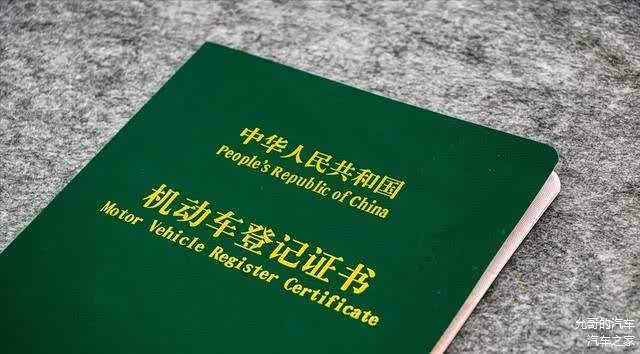 中华人民共和国
People's Republic of China
机动车登记证书
Motor Vehicle Register Certificate
允哥的汽车
汽车之家